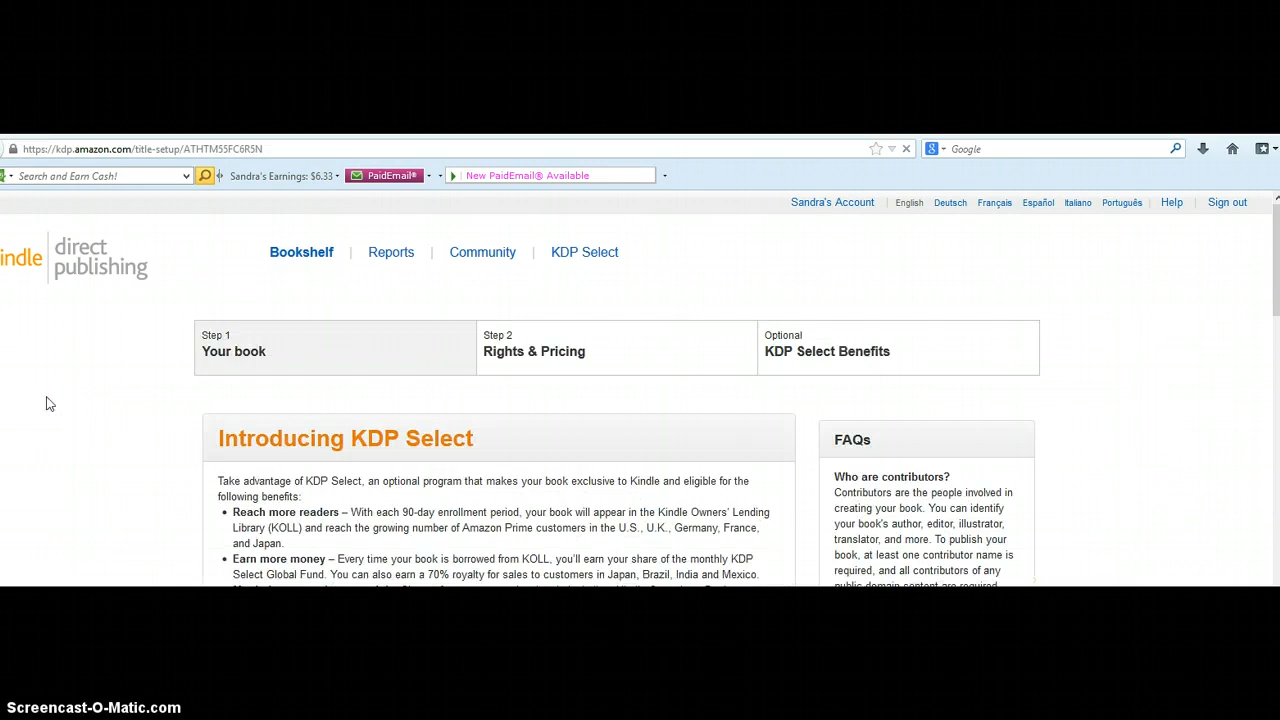 https://kdp.amazon.com/title-setup/ATHTM55FC6R5N
Google
Search and Earn Cash!
Sandra's Earnings: $6.33
PaidEmail®
New PaidEmail® Available
Sandra's Account
English
Deutsch
Français
Español
Italiano
Português
Help
Sign out
indle direct publishing
Bookshelf
Reports
Community
KDP Select
Step 1
Your book
Step 2
Rights & Pricing
Optional
KDP Select Benefits
Introducing KDP Select
Take advantage of KDP Select, an optional program that makes your book exclusive to Kindle and eligible for the
following benefits:
Reach more readers – With each 90-day enrollment period, your book will appear in the Kindle Owners' Lending
Library (KOLL) and reach the growing number of Amazon Prime customers in the U.S., U.K., Germany, France,
and Japan.
Earn more money – Every time your book is borrowed from KOLL, you'll earn your share of the monthly KDP
Select Global Fund. You can also earn a 70% royalty for sales to customers in Japan, Brazil, India and Mexico.
FAQs
Who are contributors?
Contributors are the people involved in
creating your book. You can identify
your book's author, editor, illustrator,
translator, and more. To publish your
book, at least one contributor name is
required, and all contributors of any
public domain content are required
Screencast-O-Matic.com